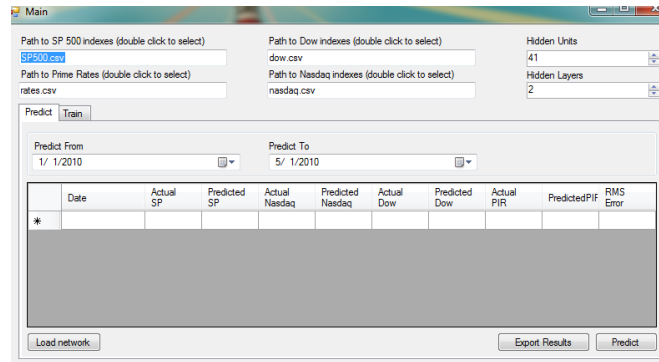 Main
Path to SP 500 indexes (double click to select) Path to Dow indexes (double click to select) Hidden Units
SP500.csv dow.csv 41
Path to Prime Rates (double click to select) Path to Nasdaq indexes (double click to select) Hidden Layers
rates.csv nasdaq.csv 2
Predict Train
Predict From Predict To
1/ 1/2010 5/ 1/2010
Date Actual SP Predicted SP Actual Nasdaq Predicted Nasdaq Actual Dow Predicted Dow Actual PIR PredictedPIF RMS Error
Load network Export Results Predict